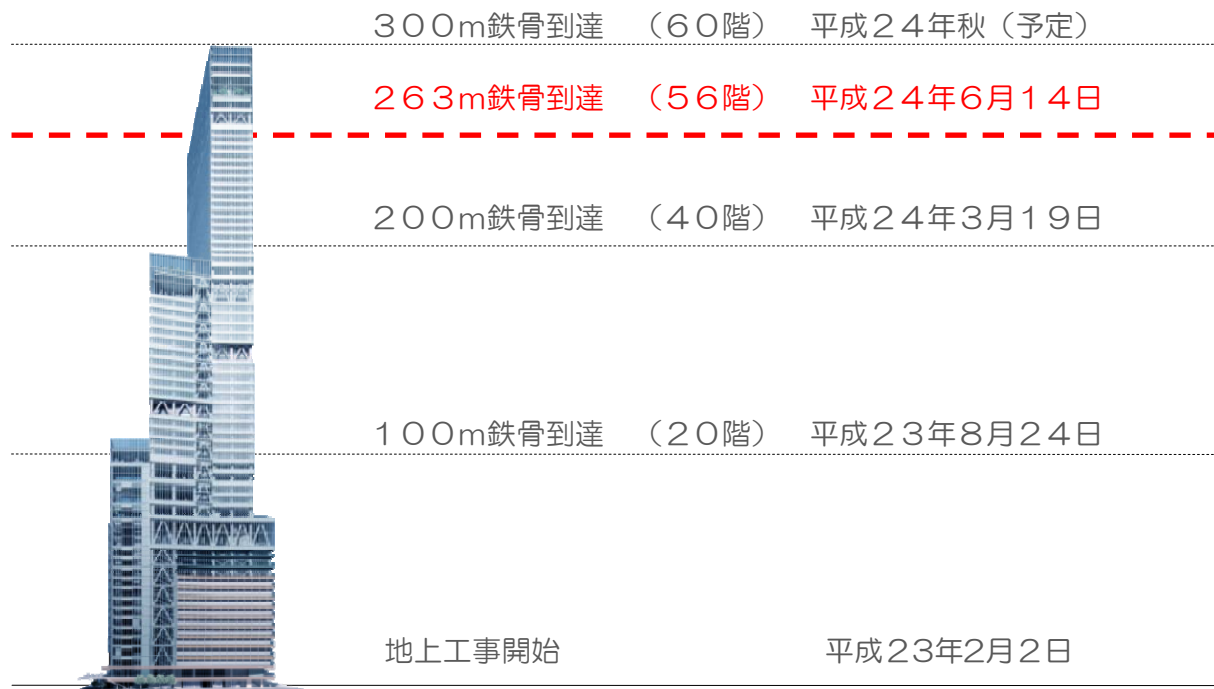 ３００ｍ鉄骨到達　（６０階）　平成２４年秋（予定）
２６３ｍ鉄骨到達　（５６階）　平成２４年６月１４日
２００ｍ鉄骨到達　（４０階）　平成２４年３月１９日
１００ｍ鉄骨到達　（２０階）　平成２３年８月２４日
地上工事開始　平成２３年２月２日